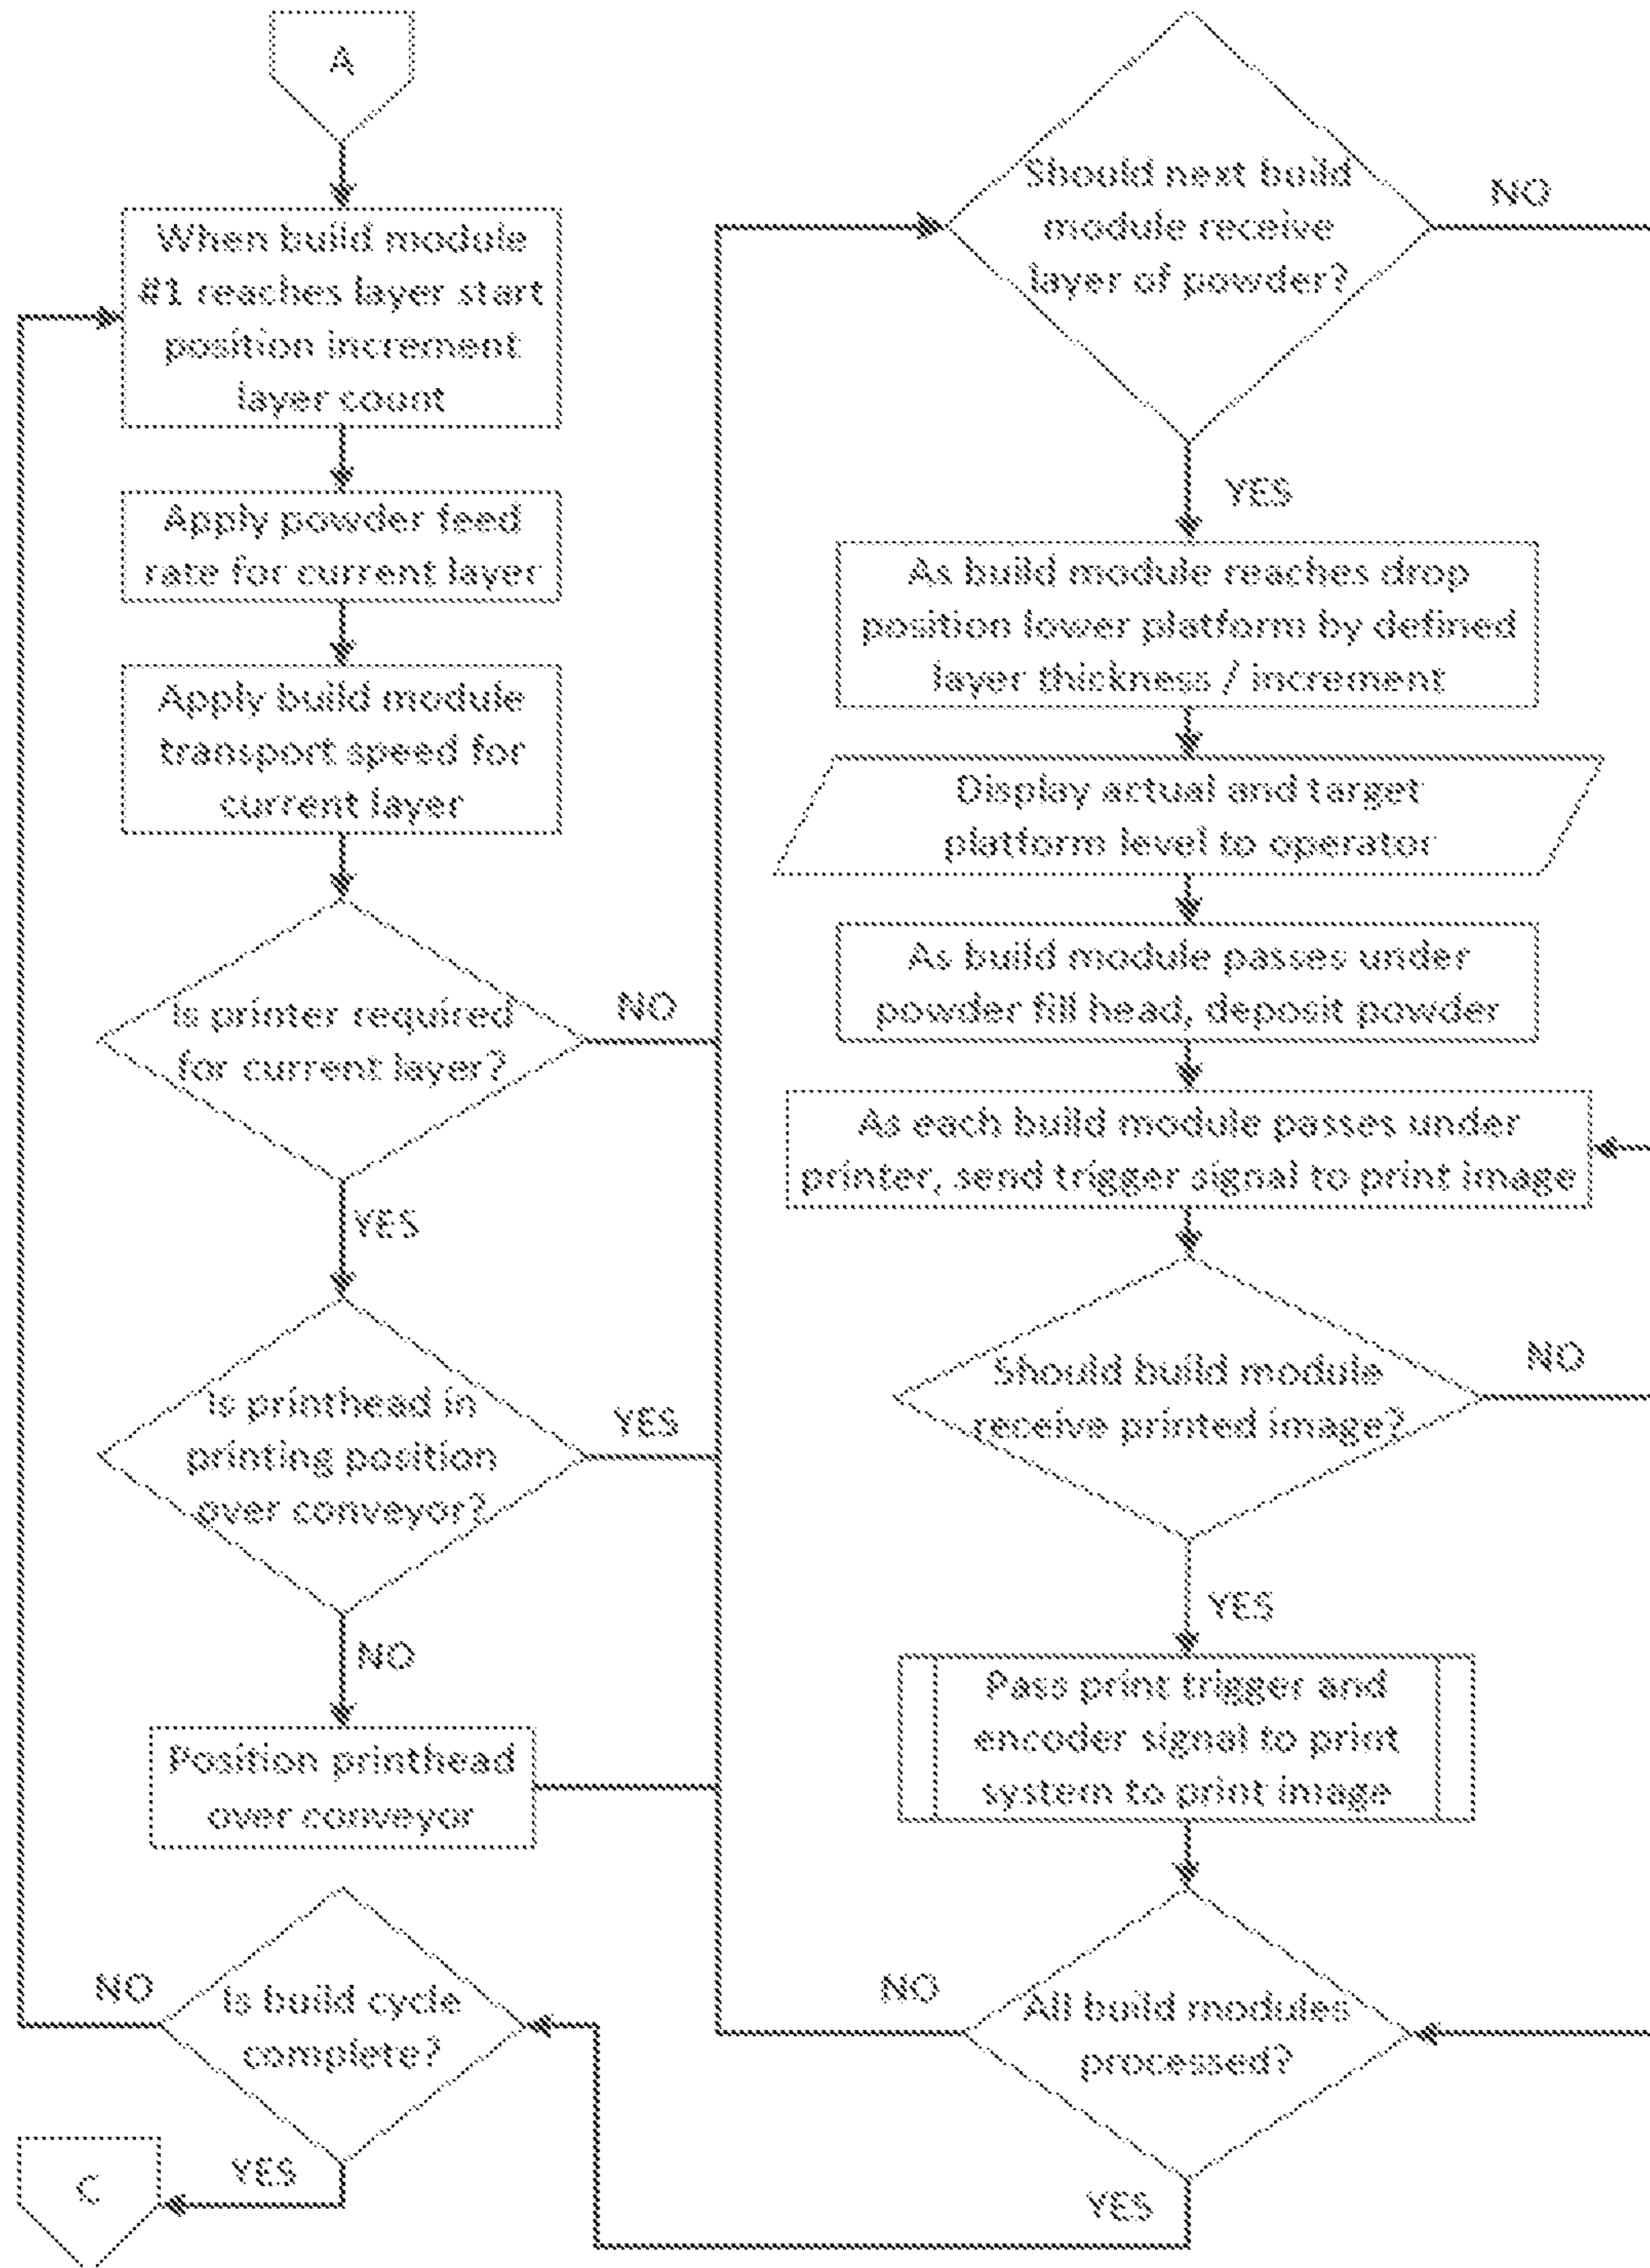 A
When build module
#1 reaches layer start
position increment
layer count
Apply powder feed
rate for current layer
Apply build module
transport speed for
current layer
Is printer required
for current layer?
NO
YES
Is printhead in
printing position
over conveyor?
YES
NO
Position printhead
over conveyor
Is build cycle
complete?
NO
YES
C
Should next build
module receive
layer of powder?
NO
YES
As build module reaches drop
position lower platform by defined
layer thickness / increment
Display actual and target
platform level to operator
As build module passes under
powder fill head, deposit powder
As each build module passes under
printer, send trigger signal to print image
Should build module
receive printed image?
NO
YES
Pass print trigger and
encoder signal to print
system to print image
All build modules
processed?
NO
YES